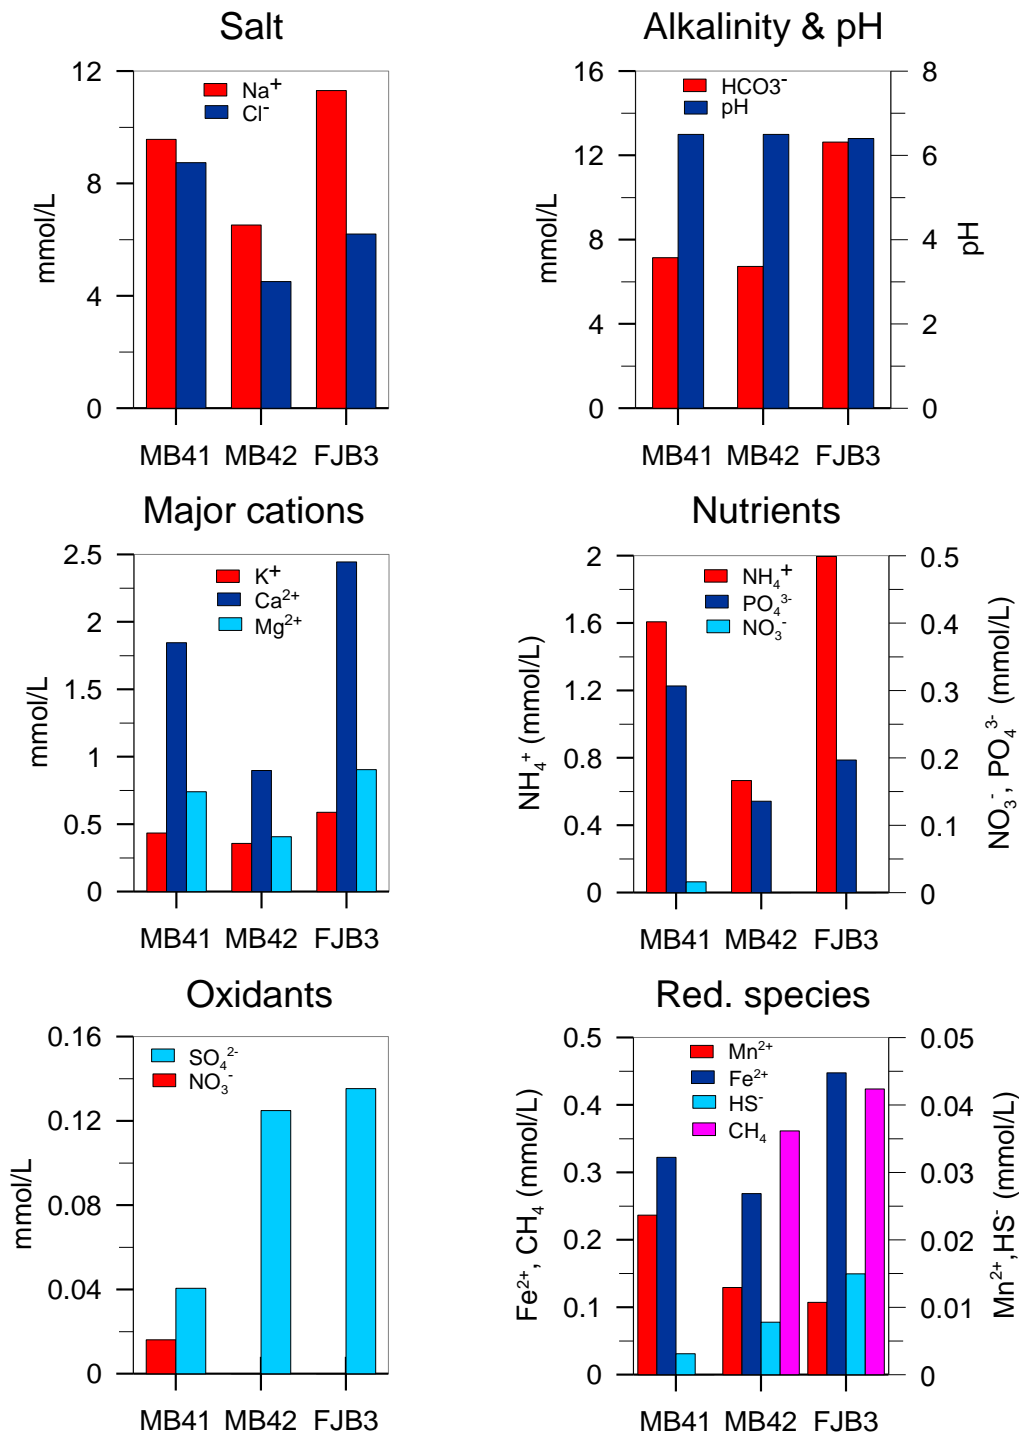 Salt
12
8
4
0
mmol/L
Na⁺
Cl⁻
MB41 MB42 FJB3
Alkalinity & pH
16
12
8
4
0
mmol/L
HCO3⁻
pH
8
6
4
2
0
pH
MB41 MB42 FJB3
Major cations
2.5
2
1.5
1
0.5
0
mmol/L
K⁺
Ca²⁺
Mg²⁺
MB41 MB42 FJB3
Nutrients
2
1.6
1.2
0.8
0.4
0
NH₄⁺ (mmol/L)
NH₄⁺
PO₄³⁻
NO₃⁻
0.5
0.4
0.3
0.2
0.1
0
NO₃⁻, PO₄³⁻ (mmol/L)
MB41 MB42 FJB3
Oxidants
0.16
0.12
0.08
0.04
0
mmol/L
SO₄²⁻
NO₃⁻
MB41 MB42 FJB3
Red. species
0.5
0.4
0.3
0.2
0.1
0
Fe²⁺, CH₄ (mmol/L)
Mn²⁺
Fe²⁺
HS⁻
CH₄
0.05
0.04
0.03
0.02
0.01
0
Mn²⁺,HS⁻ (mmol/L)
MB41 MB42 FJB3